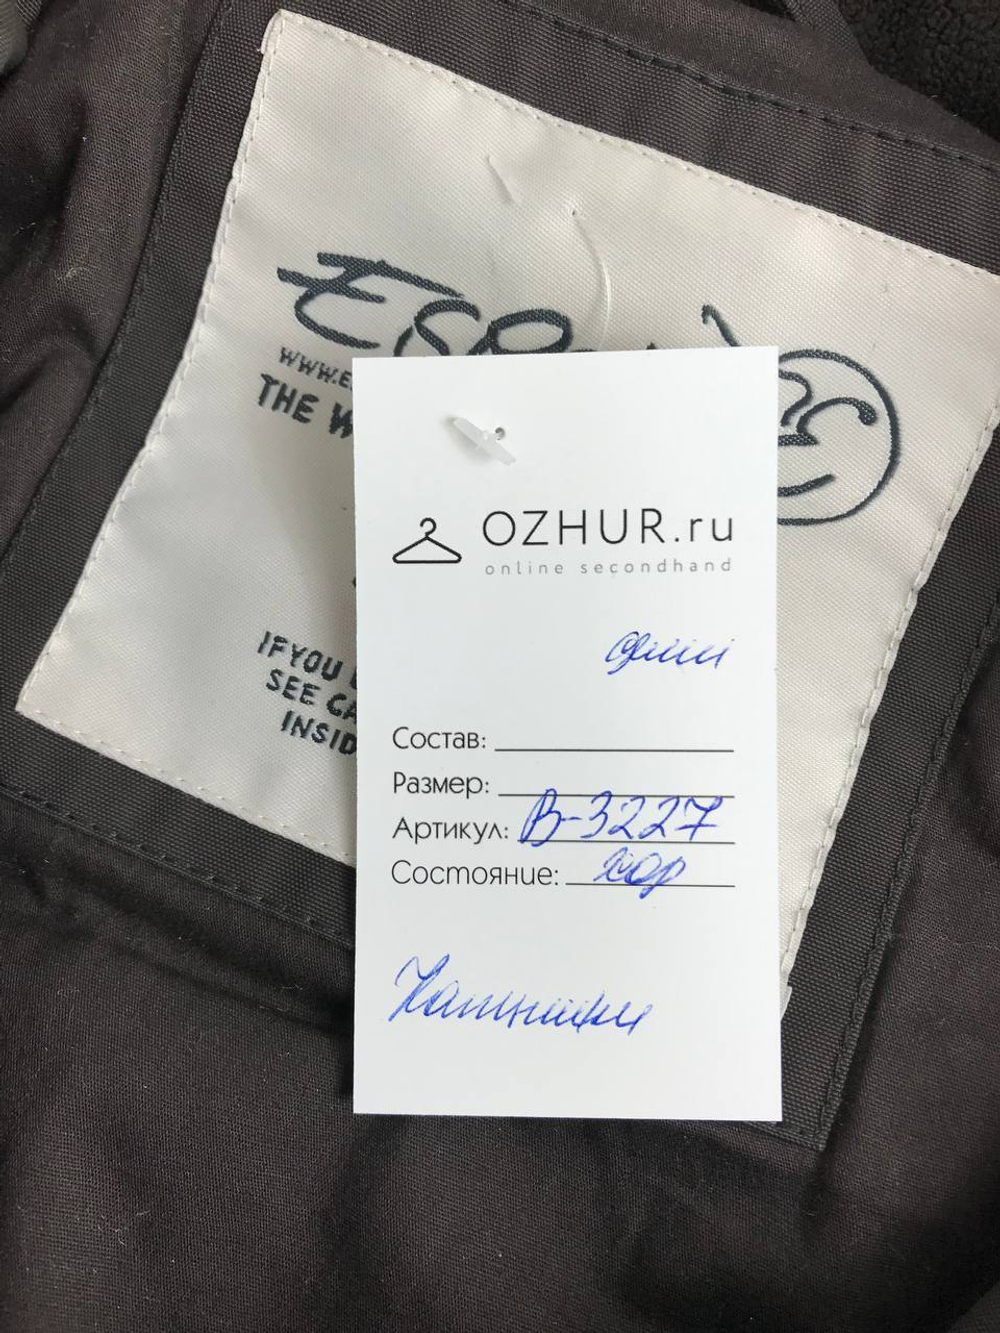 WWW.E
THE W
IF YOU
SEE CA
INSID
OZHUR.ru
online secondhand
Состав:
Размер:
Артикул: В-3227
Состояние: хор